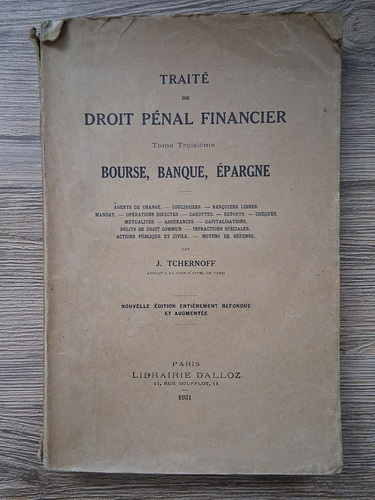 TRAITÉ
DE
DROIT PÉNAL FINANCIER
Tome Troisième
BOURSE, BANQUE, ÉPARGNE
AGENTS DE CHANGE. — COULISSIERS. — BANQUIERS LIBRES.
MANDAT. — OPÉRATIONS DIRECTES. — CAROTTES. — REPORTS. — CHÈQUES.
MUTUALITÉS. — ASSURANCES. — CAPITALISATIONS.
DÉLITS DE DROIT COMMUN. — INFRACTIONS SPÉCIALES.
ACTIONS PUBLIQUE ET CIVILE. — MOYENS DE DÉFENSE.
PAR
J. TCHERNOFF
AVOCAT A LA COUR D'APPEL DE PARIS
NOUVELLE ÉDITION ENTIÈREMENT REFONDUE
ET AUGMENTÉE
PARIS
LIBRAIRIE DALLOZ
11, RUE SOUFFLOT, 11
1931